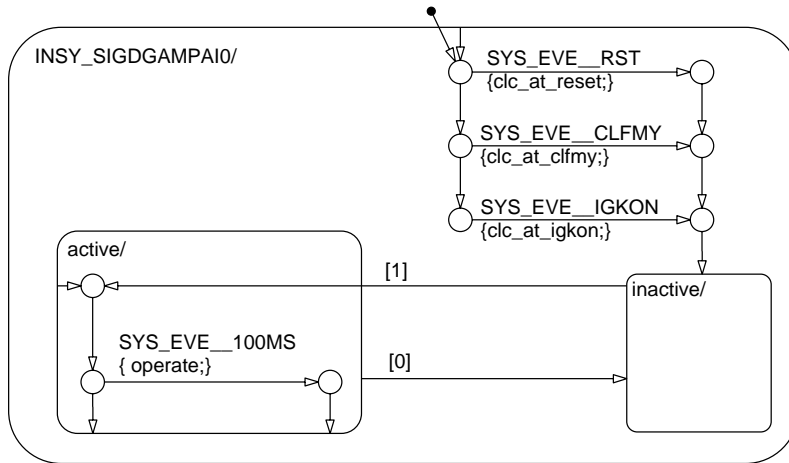 INSY_SIGDGAMPAI0/
SYS_EVE__RST
{clc_at_reset;}
SYS_EVE__CLFMY
{clc_at_clfmy;}
SYS_EVE__IGKON
{clc_at_igkon;}
active/
[1]
inactive/
SYS_EVE__100MS
{ operate;}
[0]